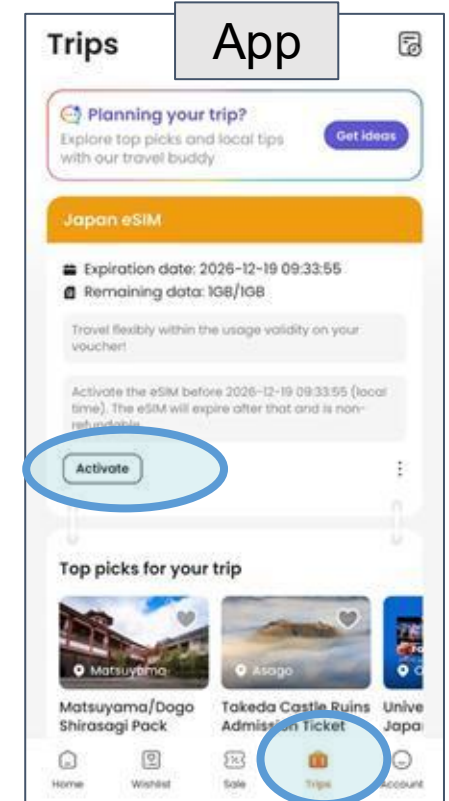 Trips
App
Planning your trip?
Explore top picks and local tips
with our travel buddy
Get ideas
Japan eSIM
Expiration date: 2026-12-19 09:33:55
Remaining data: 1GB/1GB
Travel flexibly within the usage validity on your
voucher!
Activate the eSIM before 2026-12-19 09:33:55 (local
time). The eSIM will expire after that and is non-
refundable.
Activate
Top picks for your trip
Matsuyama
Asago
Matsuyama/Dogo
Shirasagi Pack
Takeda Castle Ruins
Admission Ticket
Unive
Japa
Home
Wishlist
Sale
Trips
Account